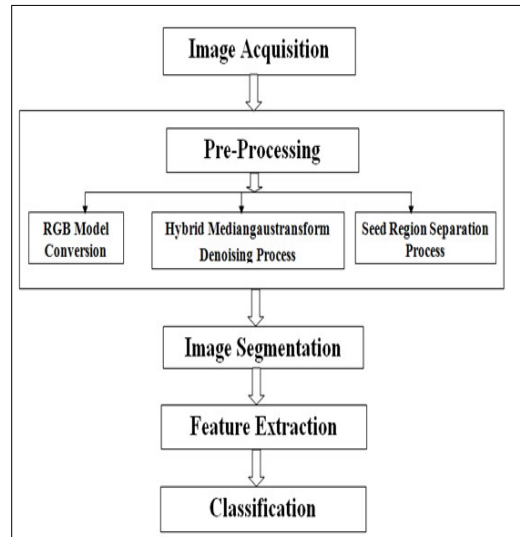 Image Acquisition
Pre-Processing
RGB Model
Conversion
Hybrid Mediangaustransform
Denoising Process
Seed Region Separation
Process
Image Segmentation
Feature Extraction
Classification